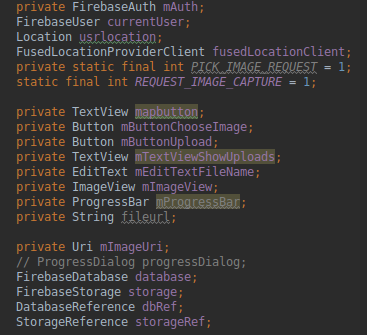 private FirebaseAuth mAuth;
FirebaseUser currentUser;
Location usrlocation;
FusedLocationProviderClient fusedLocationClient;
private static final int PICK_IMAGE_REQUEST = 1;
static final int REQUEST_IMAGE_CAPTURE = 1;
private TextView mapbutton;
private Button mButtonChooseImage;
private Button mButtonUpload;
private TextView mTextViewShowUploads;
private EditText mEditTextFileName;
private ImageView mImageView;
private ProgressBar mProgressBar;
private String fileurl;
private Uri mImageUri;
// ProgressDialog progressDialog;
FirebaseDatabase database;
FirebaseStorage storage;
DatabaseReference dbRef;
StorageReference storageRef;